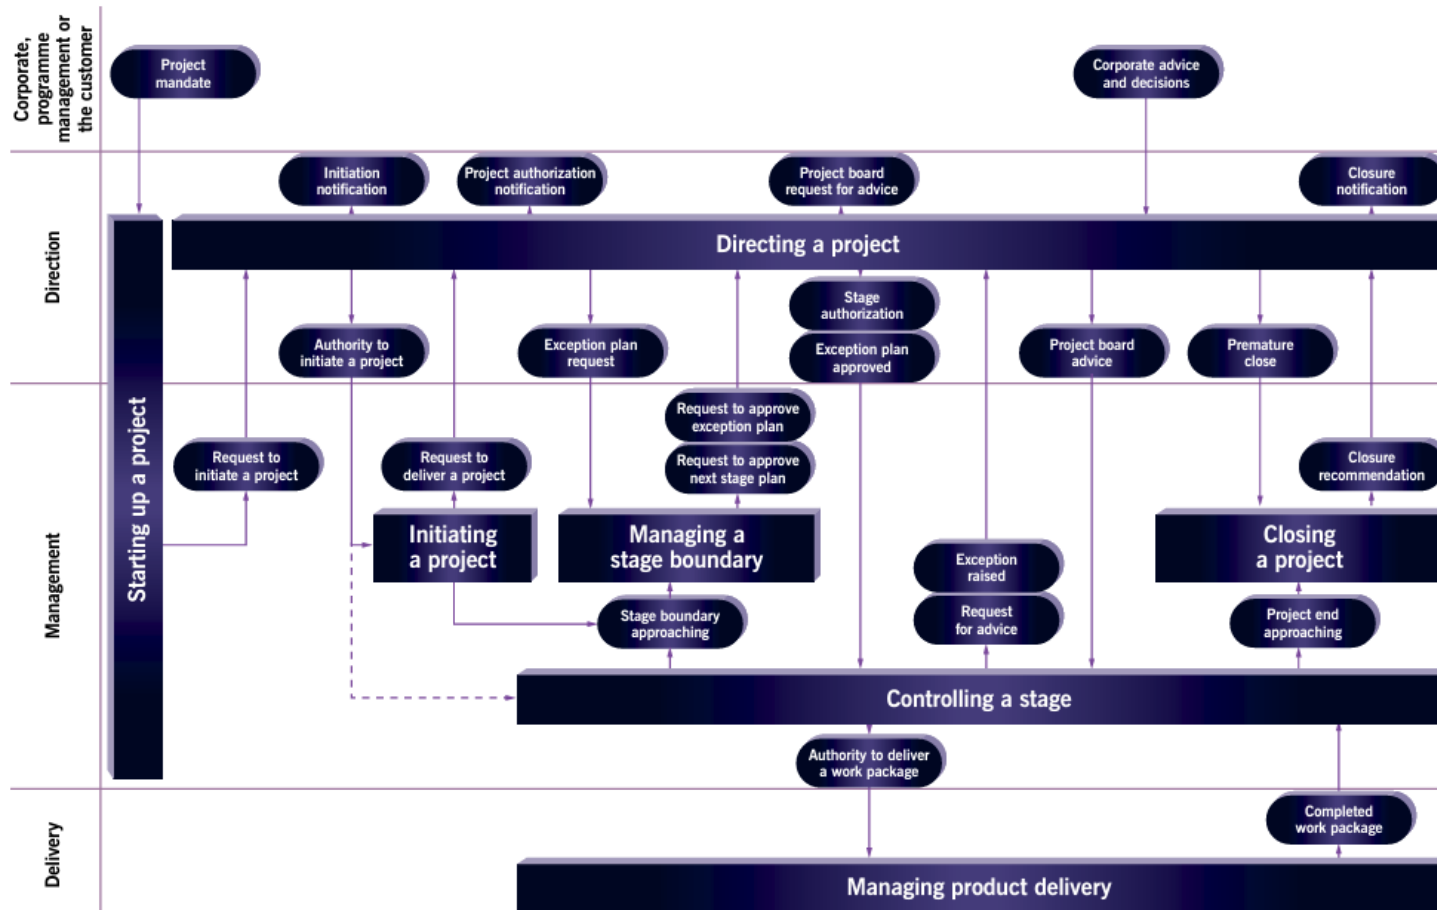 Corporate,
programme
management or
the customer
Project
mandate
Corporate advice
and decisions
Direction
Initiation
notification
Project authorization
notification
Project board
request for advice
Closure
notification
Directing a project
Stage
authorization
Authority to
initiate a project
Exception plan
request
Exception plan
approved
Project board
advice
Premature
close
Management
Starting up a project
Request to
initiate a project
Request to
deliver a project
Request to approve
exception plan
Request to approve
next stage plan
Closure
recommendation
Initiating
a project
Managing a
stage boundary
Exception
raised
Closing
a project
Stage boundary
approaching
Request
for advice
Project end
approaching
Controlling a stage
Authority to deliver
a work package
Delivery
Completed
work package
Managing product delivery